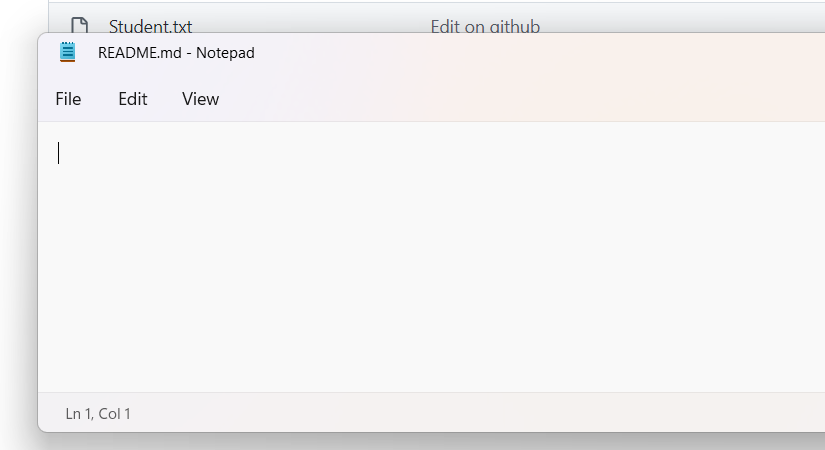 Student.txt Edit on github
README.md - Notepad
File Edit View
Ln 1, Col 1